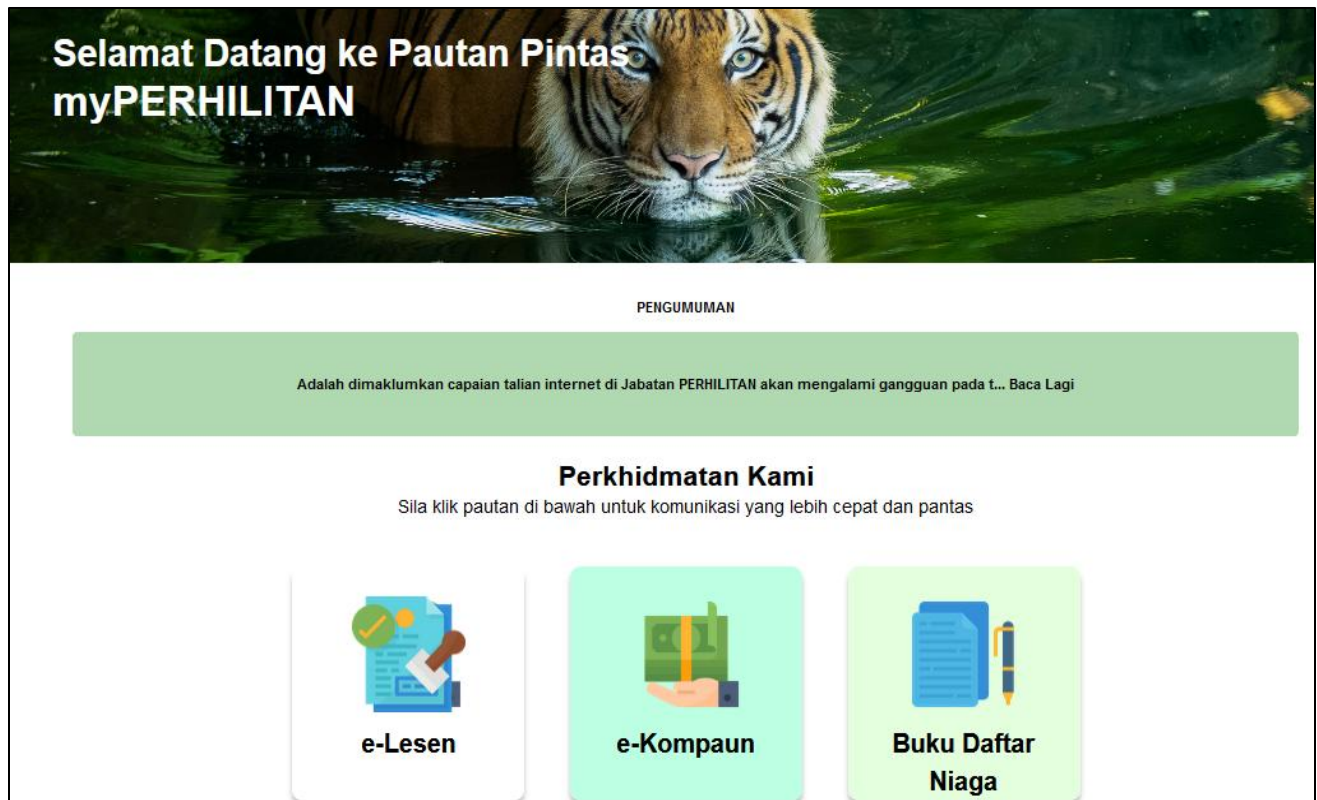 Selamat Datang ke Pautan Pintas
myPERHILITAN
PENGUMUMAN
Adalah dimaklumkan capaian talian internet di Jabatan PERHILITAN akan mengalami gangguan pada t... Baca Lagi
Perkhidmatan Kami
Sila klik pautan di bawah untuk komunikasi yang lebih cepat dan pantas
e-Lesen
e-Kompaun
Buku Daftar
Niaga